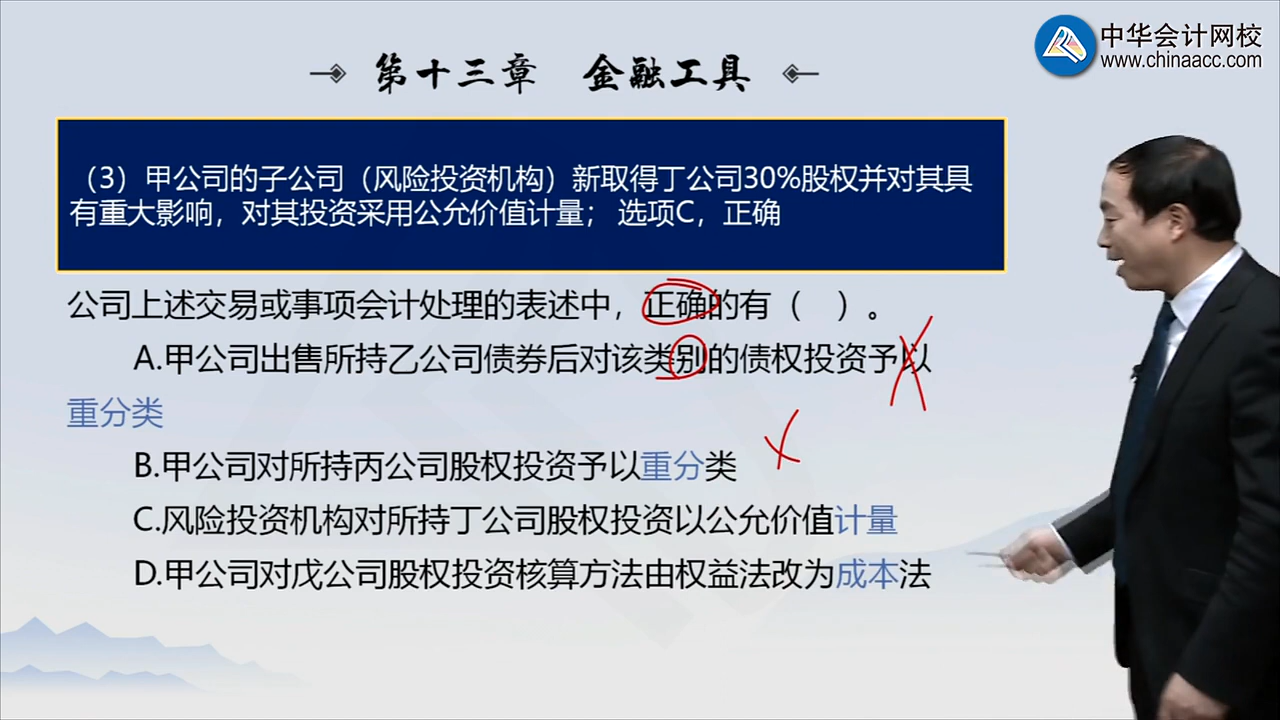 中华会计网校
www.chinaacc.com
第十三章 金融工具
（3）甲公司的子公司（风险投资机构）新取得丁公司30%股权并对其具
有重大影响，对其投资采用公允价值计量； 选项C，正确
公司上述交易或事项会计处理的表述中，正确的有（ ）。
A.甲公司出售所持乙公司债券后对该类别的债权投资予以
重分类
B.甲公司对所持丙公司股权投资予以重分类
C.风险投资机构对所持丁公司股权投资以公允价值计量
D.甲公司对戊公司股权投资核算方法由权益法改为成本法